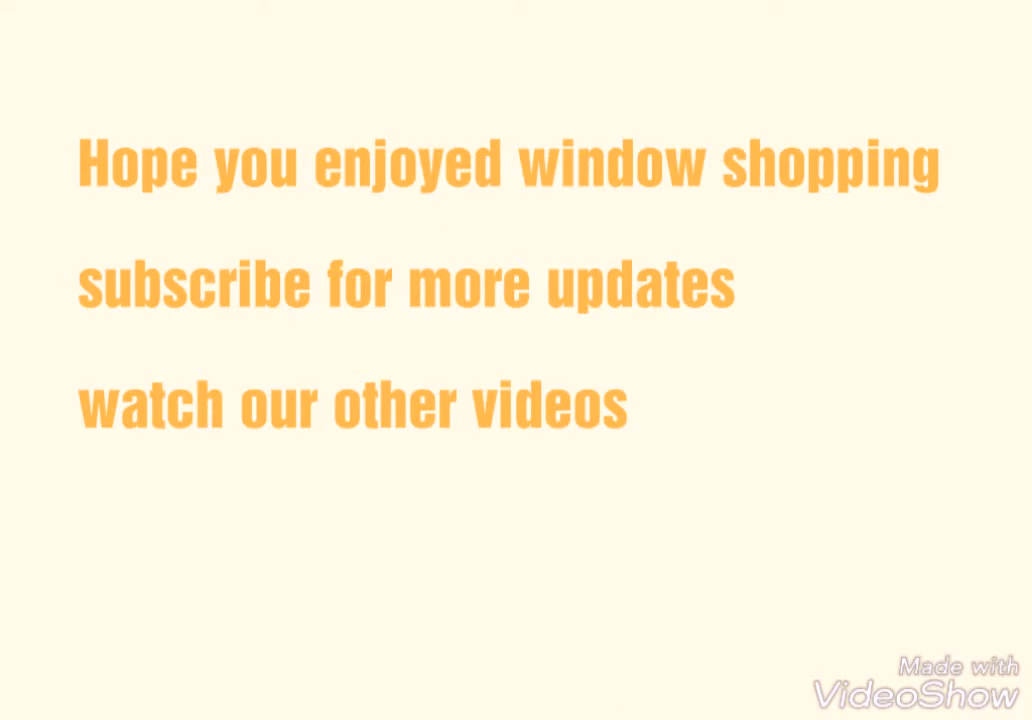 Hope you enjoyed window shopping
subscribe for more updates
watch our other videos
Made with
VideoShow